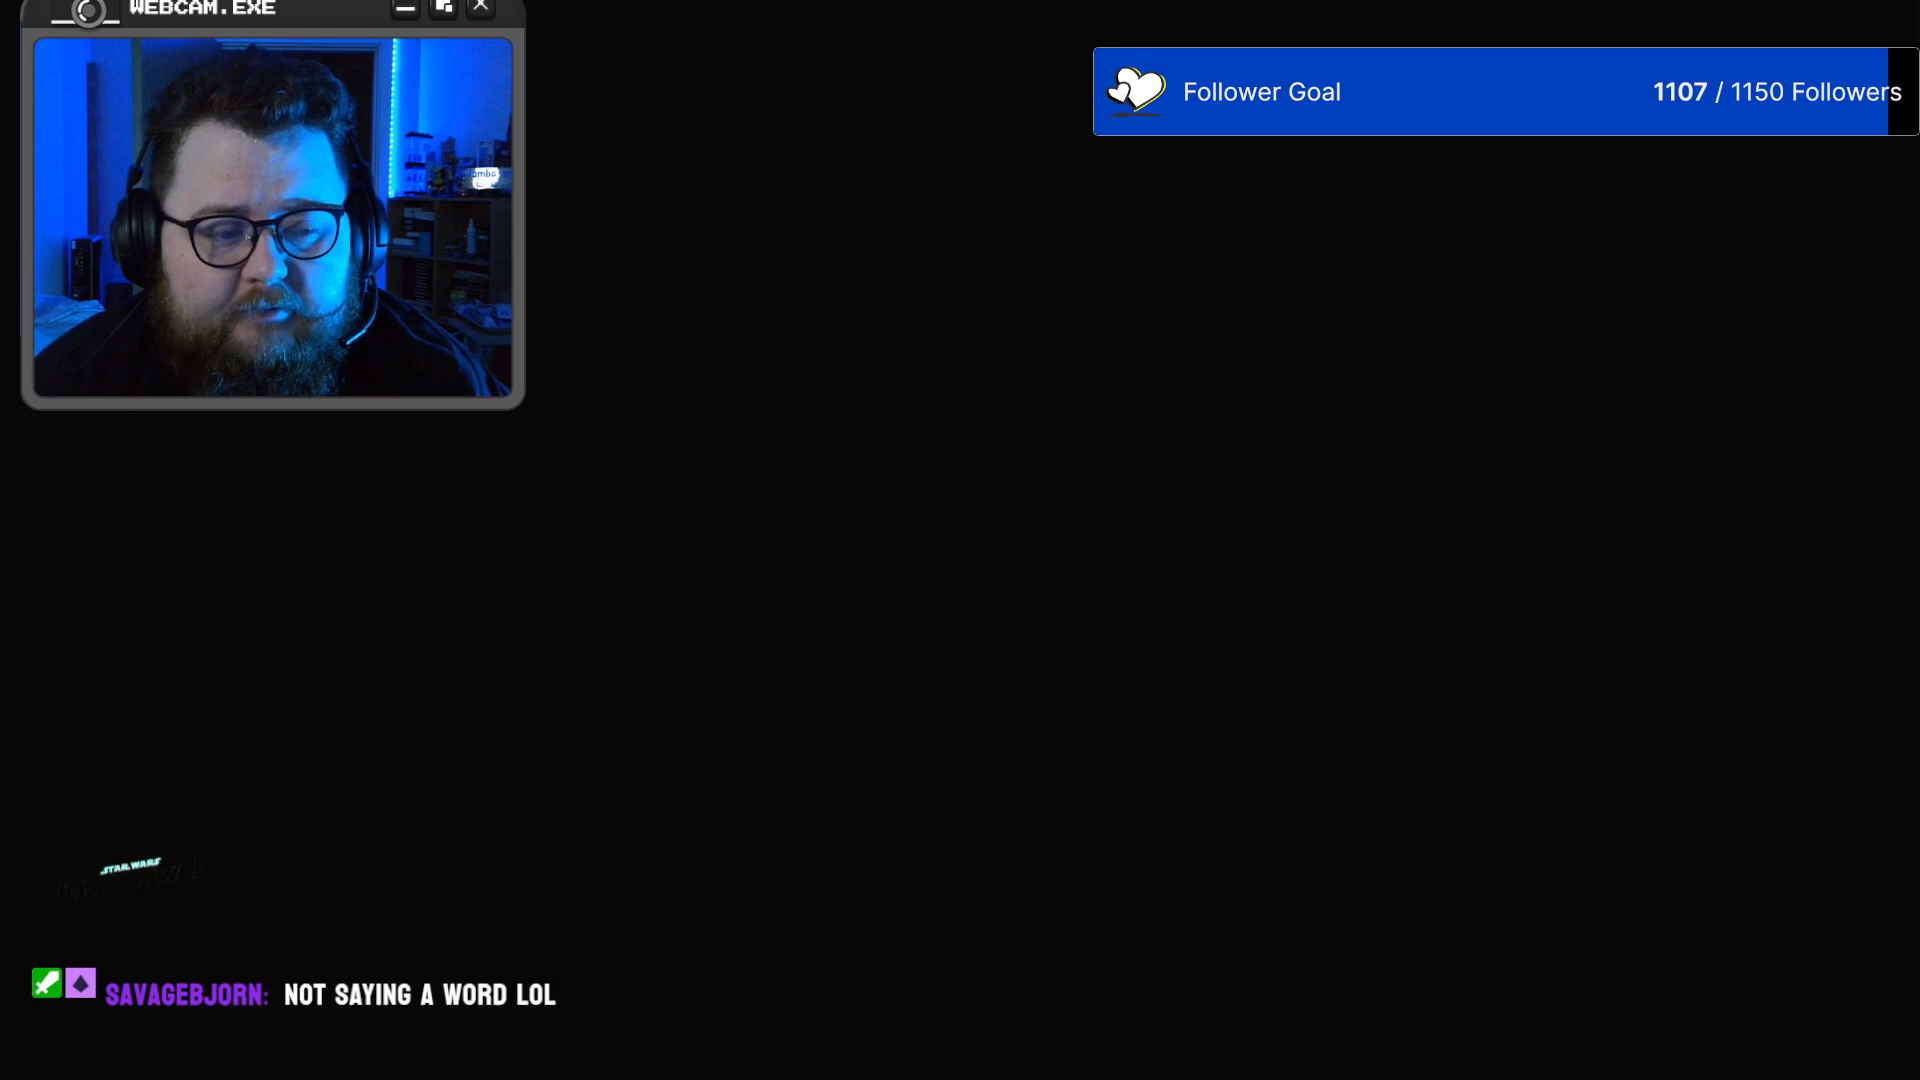 WEBCAM.EXE
Follower Goal
1107 / 1150 Followers
STAR WARS
SAVAGEBJORN: NOT SAYING A WORD LOL